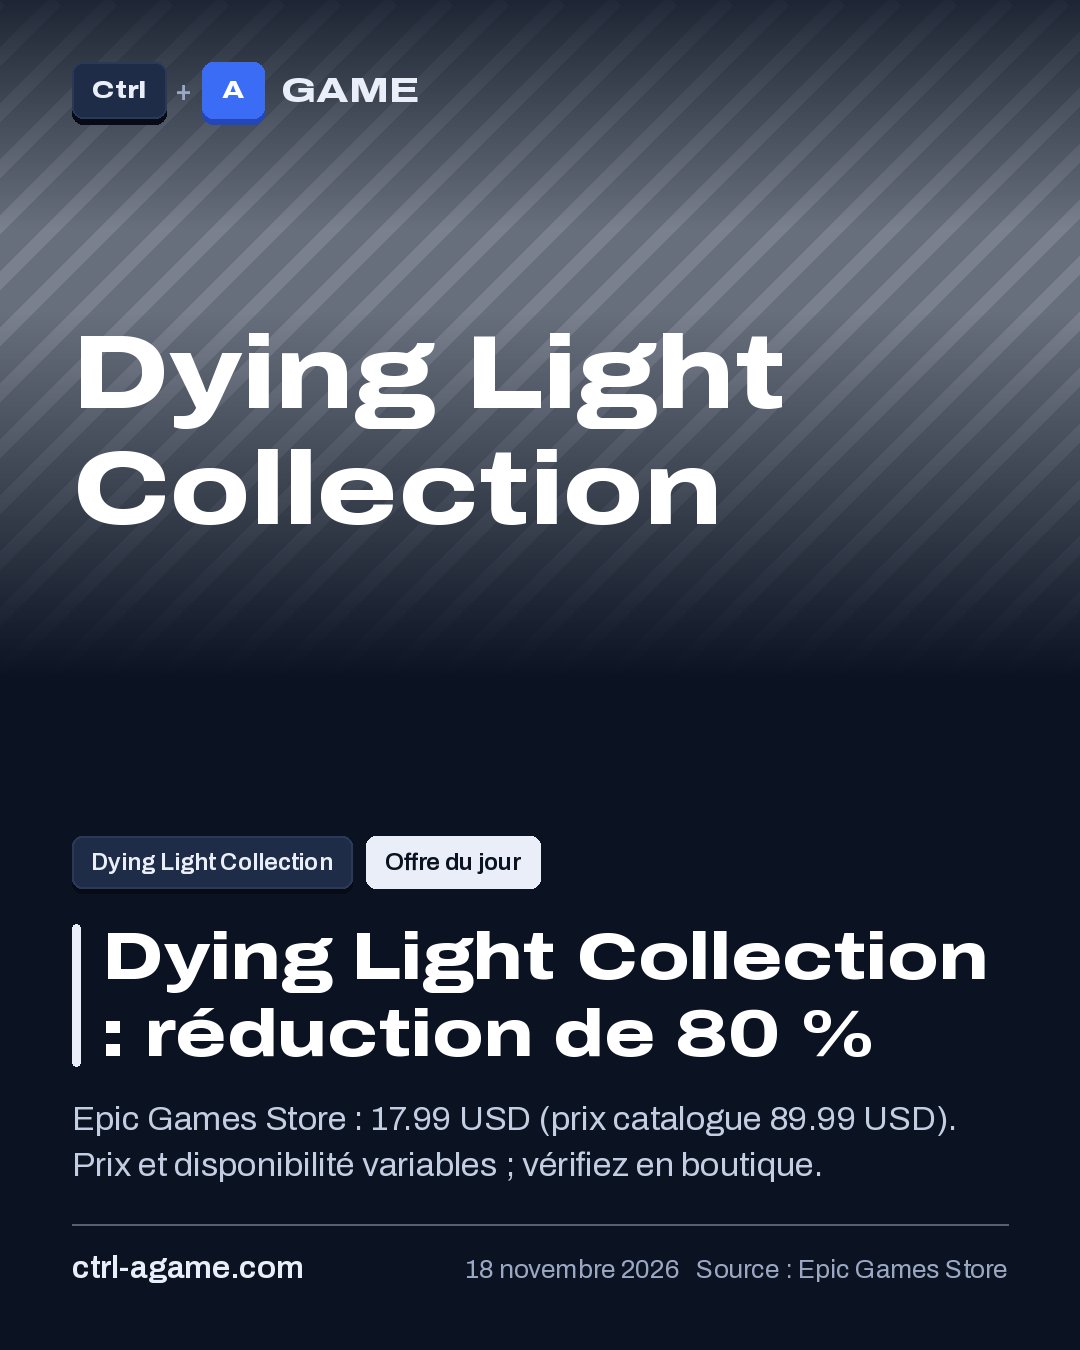 Ctrl + A GAME
Dying Light
Collection
Dying Light Collection
Offre du jour
Dying Light Collection
: réduction de 80 %
Epic Games Store : 17.99 USD (prix catalogue 89.99 USD).
Prix et disponibilité variables ; vérifiez en boutique.
ctrl-agame.com
18 novembre 2026 Source : Epic Games Store